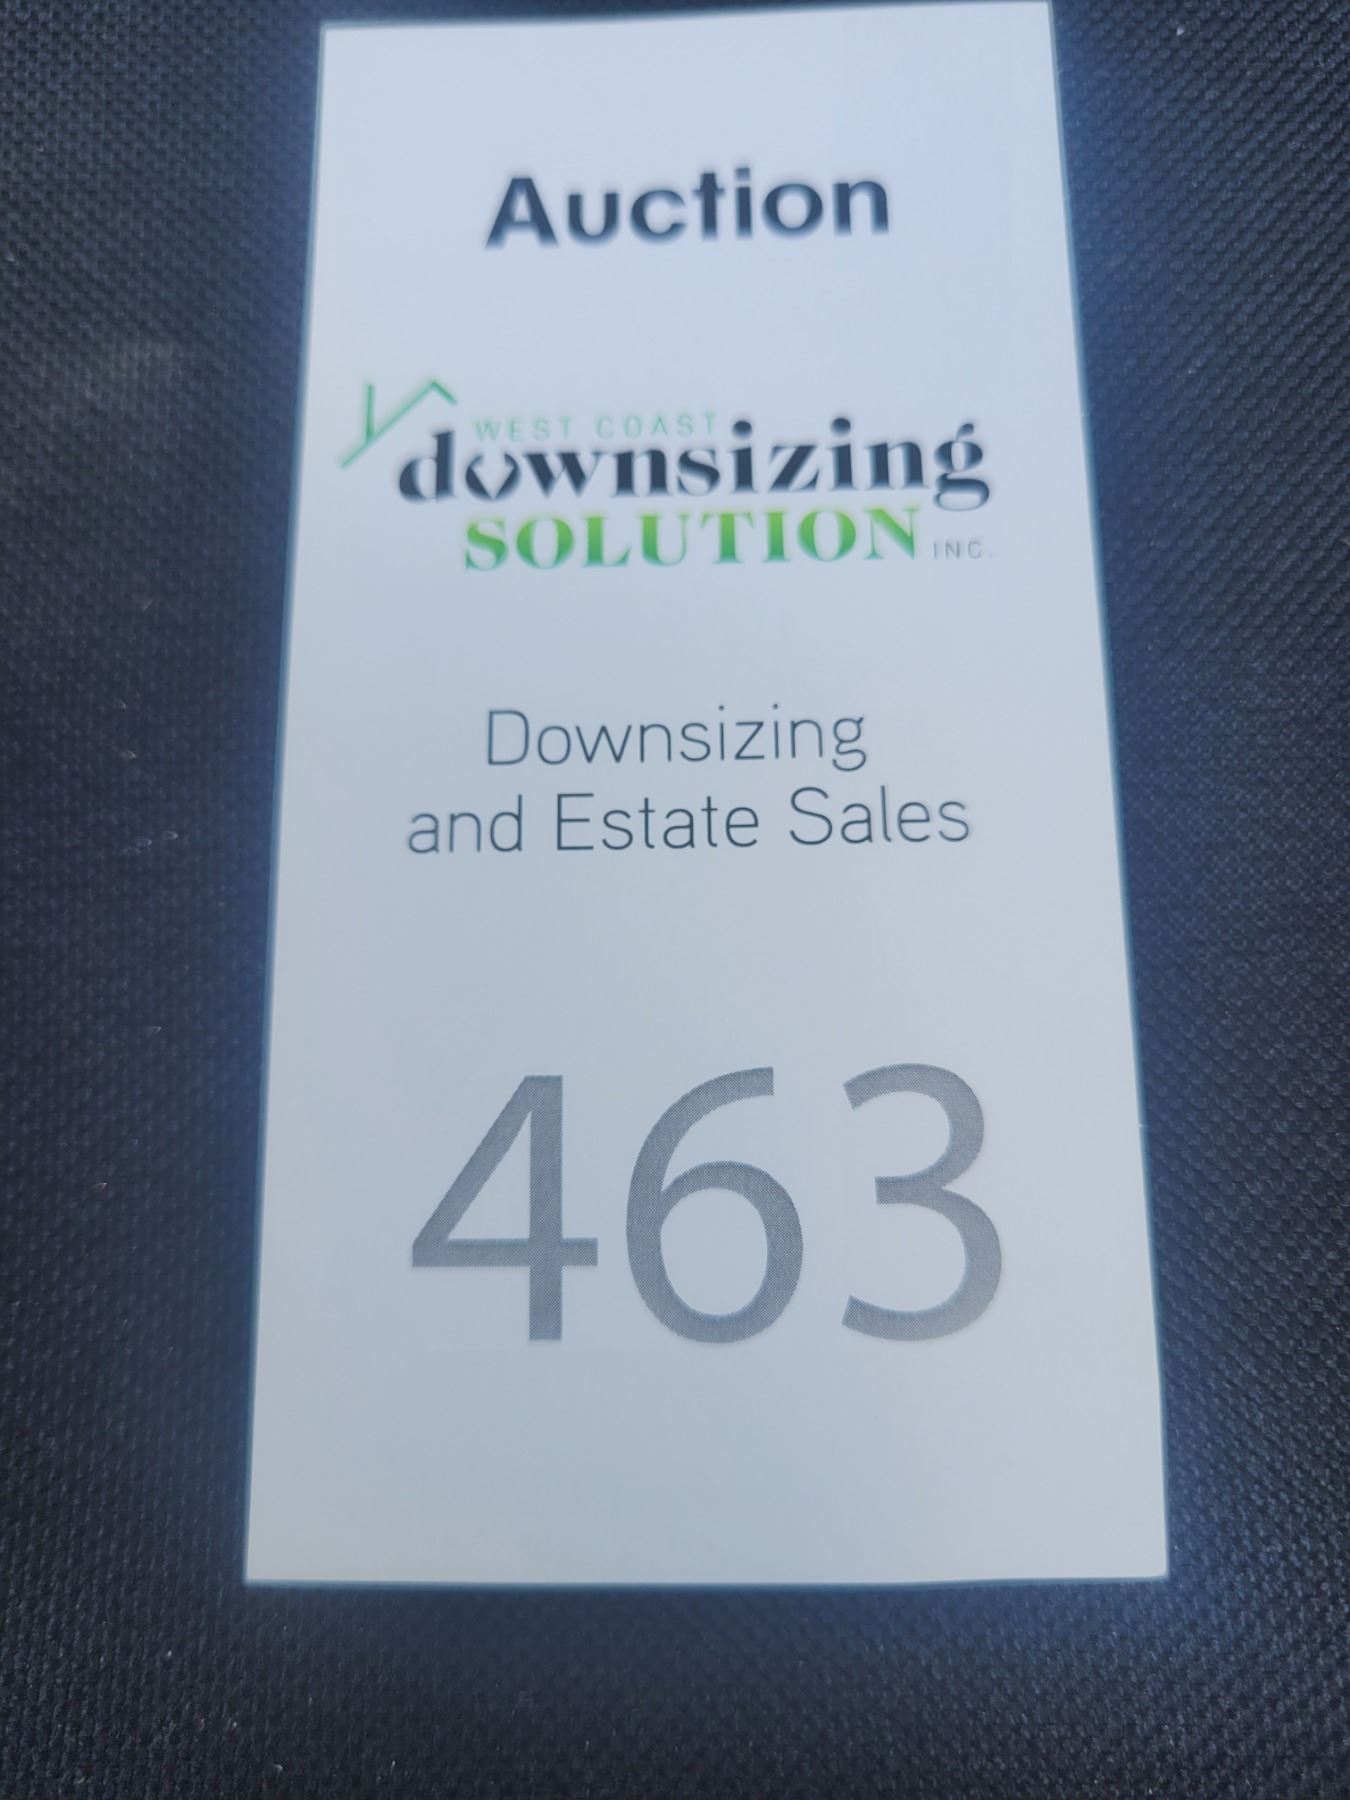 Auction
WEST COAST
downsizing
SOLUTION INC.
Downsizing
and Estate Sales
463